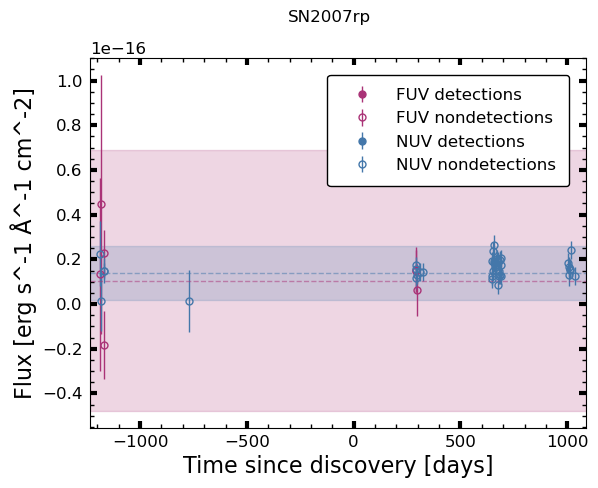 SN2007rp
1e−16
FUV detections
FUV nondetections
NUV detections
NUV nondetections
1.0
0.8
0.6
0.4
0.2
0.0
−0.2
−0.4
Flux [erg s^-1 Å^-1 cm^-2]
−1000
−500
0
500
1000
Time since discovery [days]